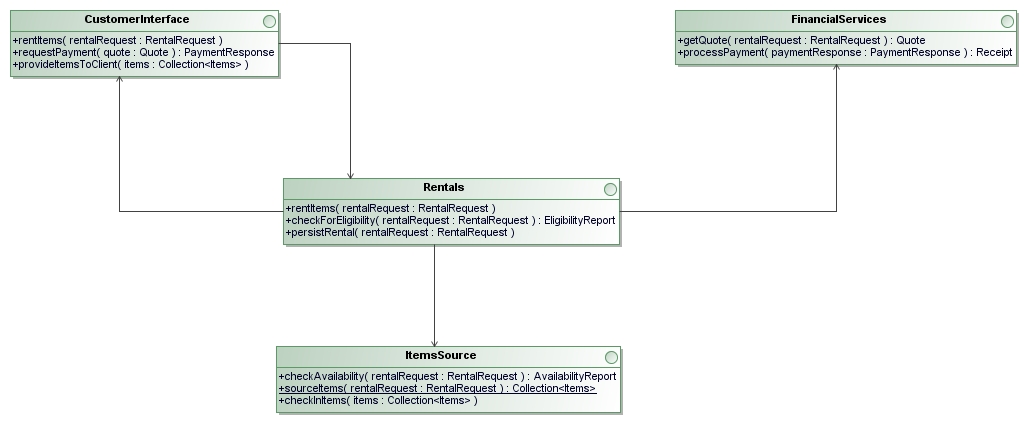 CustomerInterface
+rentItems( rentalRequest : RentalRequest )
+requestPayment( quote : Quote ) : PaymentResponse
+provideItemsToClient( items : Collection<Items> )
FinancialServices
+getQuote( rentalRequest : RentalRequest ) : Quote
+processPayment( paymentResponse : PaymentResponse ) : Receipt
Rentals
+rentItems( rentalRequest : RentalRequest )
+checkForEligibility( rentalRequest : RentalRequest ) : EligibilityReport
+persistRental( rentalRequest : RentalRequest )
ItemsSource
+checkAvailability( rentalRequest : RentalRequest ) : AvailabilityReport
+sourceItems( rentalRequest : RentalRequest ) : Collection<Items>
+checkInItems( items : Collection<Items> )